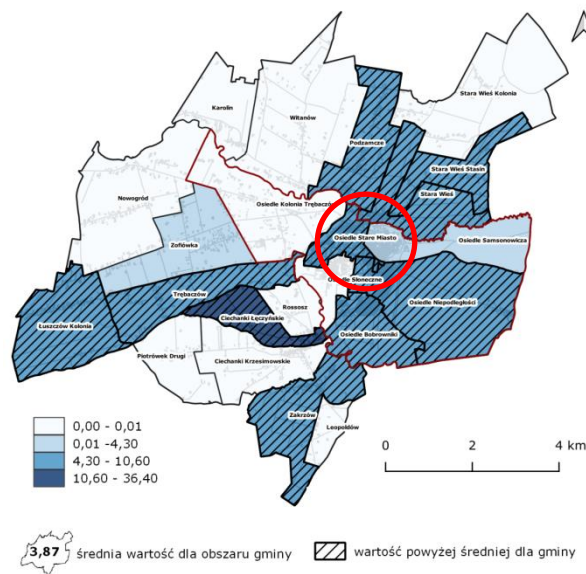 Karolin
Witanów
Stara Wieś Kolonia
Podzamcze
Stara Wieś Stasin
Stara Wieś
Nowogród
Osiedle Kolonia Trębaczów
Zofiówka
Osiedle Stare Miasto
Osiedle Samsonowicza
Trębaczów
Osiedle Słoneczne
Łuszczów Kolonia
Ciechanki Łęczyńskie
Rossosz
Osiedle Niepodległości
Osiedle Bobrowniki
Piotrówek Drugi
Ciechanki Krzesimowskie
Zakrzów
Leopoldów
0,00 - 0,01
0,01 -4,30
4,30 - 10,60
10,60 - 36,40
0 2 4 km
3,87 średnia wartość dla obszaru gminy
wartość powyżej średniej dla gminy